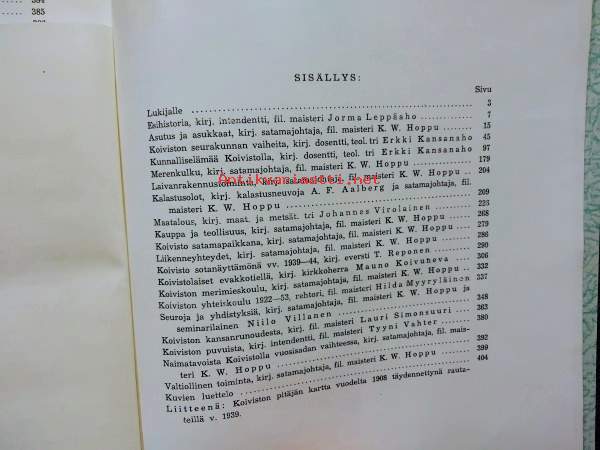 394
385
SISÄLLYS:
Sivu
Lukijalle 3
Esihistoria, kirj. intendentti, fil. maisteri Jorma Leppäaho 7
Asutus ja asukkaat, kirj. satamajohtaja, fil. maisteri K. W. Hoppu 15
Koiviston seurakunnan vaiheita, kirj. dosentti, teol. tri Erkki Kansanaho 45
Kunnalliselämää Koivistolla, kirj. dosentti, teol. tri Erkki Kansanaho 97
Merenkulku, kirj. satamajohtaja, fil. maisteri K. W. Hoppu 179
Laivanrakennustoiminta, kirj. satamajohtaja, fil. maisteri K. W. Hoppu 204
Kalastusolot, kirj. kalastusneuvoja A. F. Aalberg ja satamajohtaja, fil.
maisteri K. W. Hoppu 209
Maatalous, kirj. maat. ja metsät. tri Johannes Virolainen 223
Kauppa ja teollisuus, kirj. satamajohtaja, fil. maisteri K. W. Hoppu 268
Koivisto satamapaikkana, kirj. satamajohtaja, fil. maisteri K. W. Hoppu 279
Liikenneyhteydet, kirj. satamajohtaja, fil. maisteri K. W. Hoppu 286
Koivisto sotanäyttämönä vv. 1939—44, kirj. eversti T. Reponen 290
Koivistolaiset evakkotiellä, kirj. kirkkoherra Mauno Koivuneva 306
Koiviston merimieskoulu, kirj. satamajohtaja, fil. maisteri K. W. Hoppu 332
Koiviston yhteiskoulu 1922—53, rehtori, fil. maisteri Hilda Myyryläinen 337
Seuroja ja yhdistyksiä, kirj. satamajohtaja, fil. maisteri K. W. Hoppu ja
seminarilainen Niilo Villanen 348
Koiviston kansanrunoudesta, kirj. fil. maisteri Lauri Simonsuuri 363
Koiviston puvuista, kirj. intendentti, fil. maisteri Tyyni Vahter 380
Naimatavoista Koivistolla vuosisadan vaihteessa, kirj. satamajohtaja, fil. mais-
teri K. W. Hoppu 392
Valtiollinen toiminta, kirj. satamajohtaja, fil. maisteri K. W. Hoppu 399
Kuvien luettelo 404
Liitteenä: Koiviston pitäjän kartta vuodelta 1908 täydennettynä rauta-
teillä v. 1939.